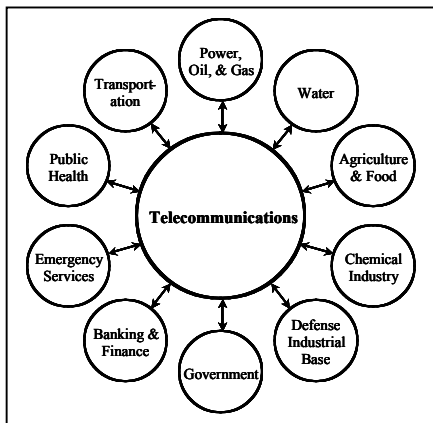 Power,
Oil, & Gas
Water
Agriculture
& Food
Chemical
Industry
Defense
Industrial
Base
Government
Banking &
Finance
Emergency
Services
Public
Health
Transport-
ation
Telecommunications